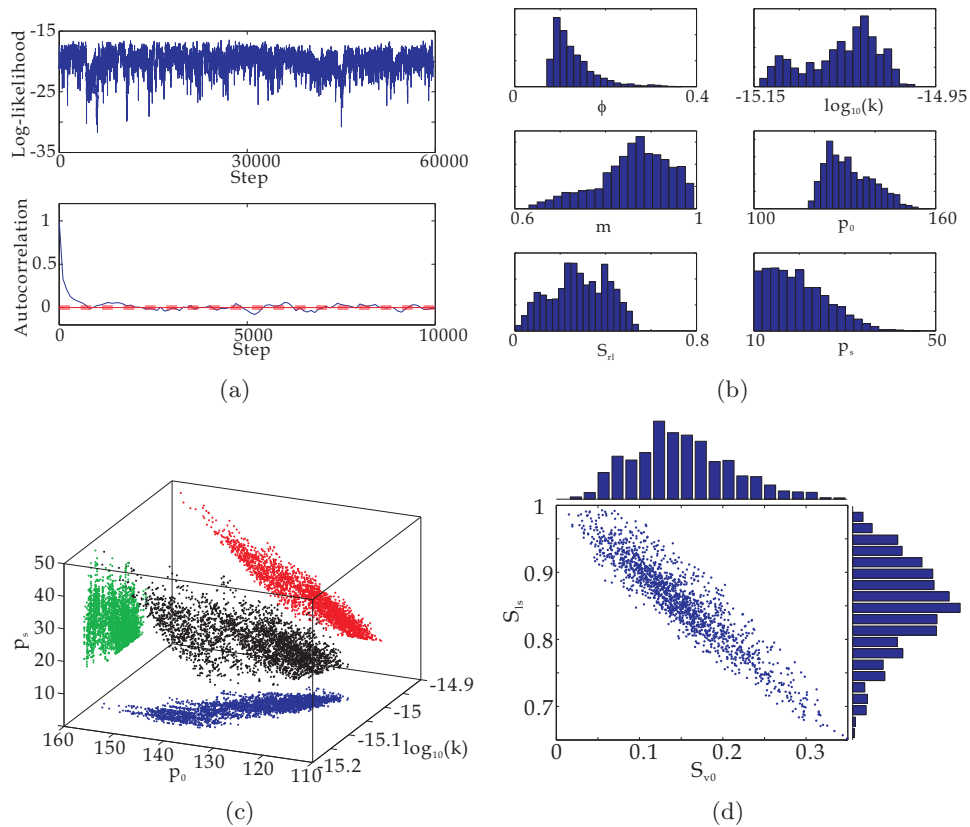 -15
-25
-35
Log-likelihood
0 30000 60000
Step
1
0.5
0
Autocorrelation
0 5000 10000
Step
(a)
0 0.4
ϕ
-15.15 -14.95
log₁₀(k)
0.6 1
m
100 160
p₀
0 0.8
S_rl
10 50
p_s
(b)
50
40
30
20
10
p_s
160 150 140 130 120 110
p₀
-14.9
-15
-15.1
-15.2
log₁₀(k)
(c)
1
0.9
0.8
0.7
S_ls
0 0.1 0.2 0.3
S_v0
(d)